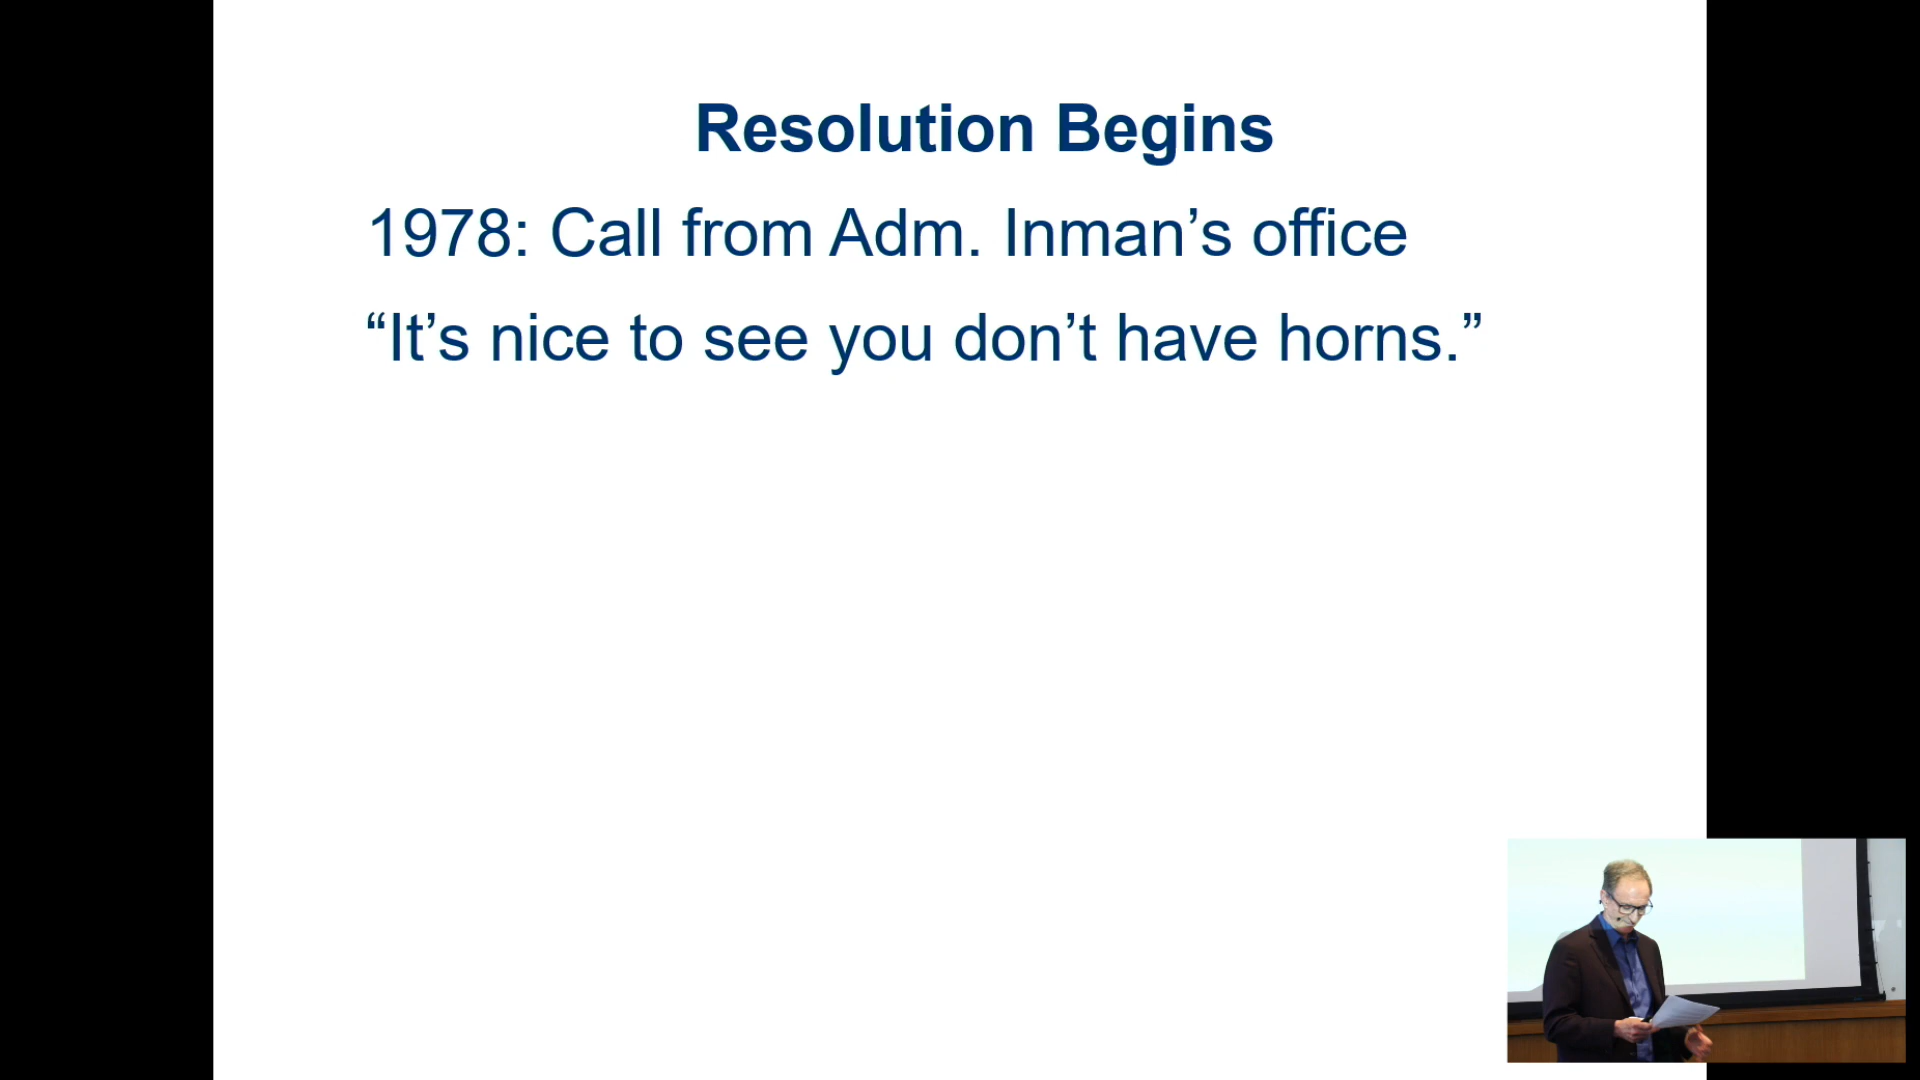 Resolution Begins
1978: Call from Adm. Inman’s office
“It’s nice to see you don’t have horns.”